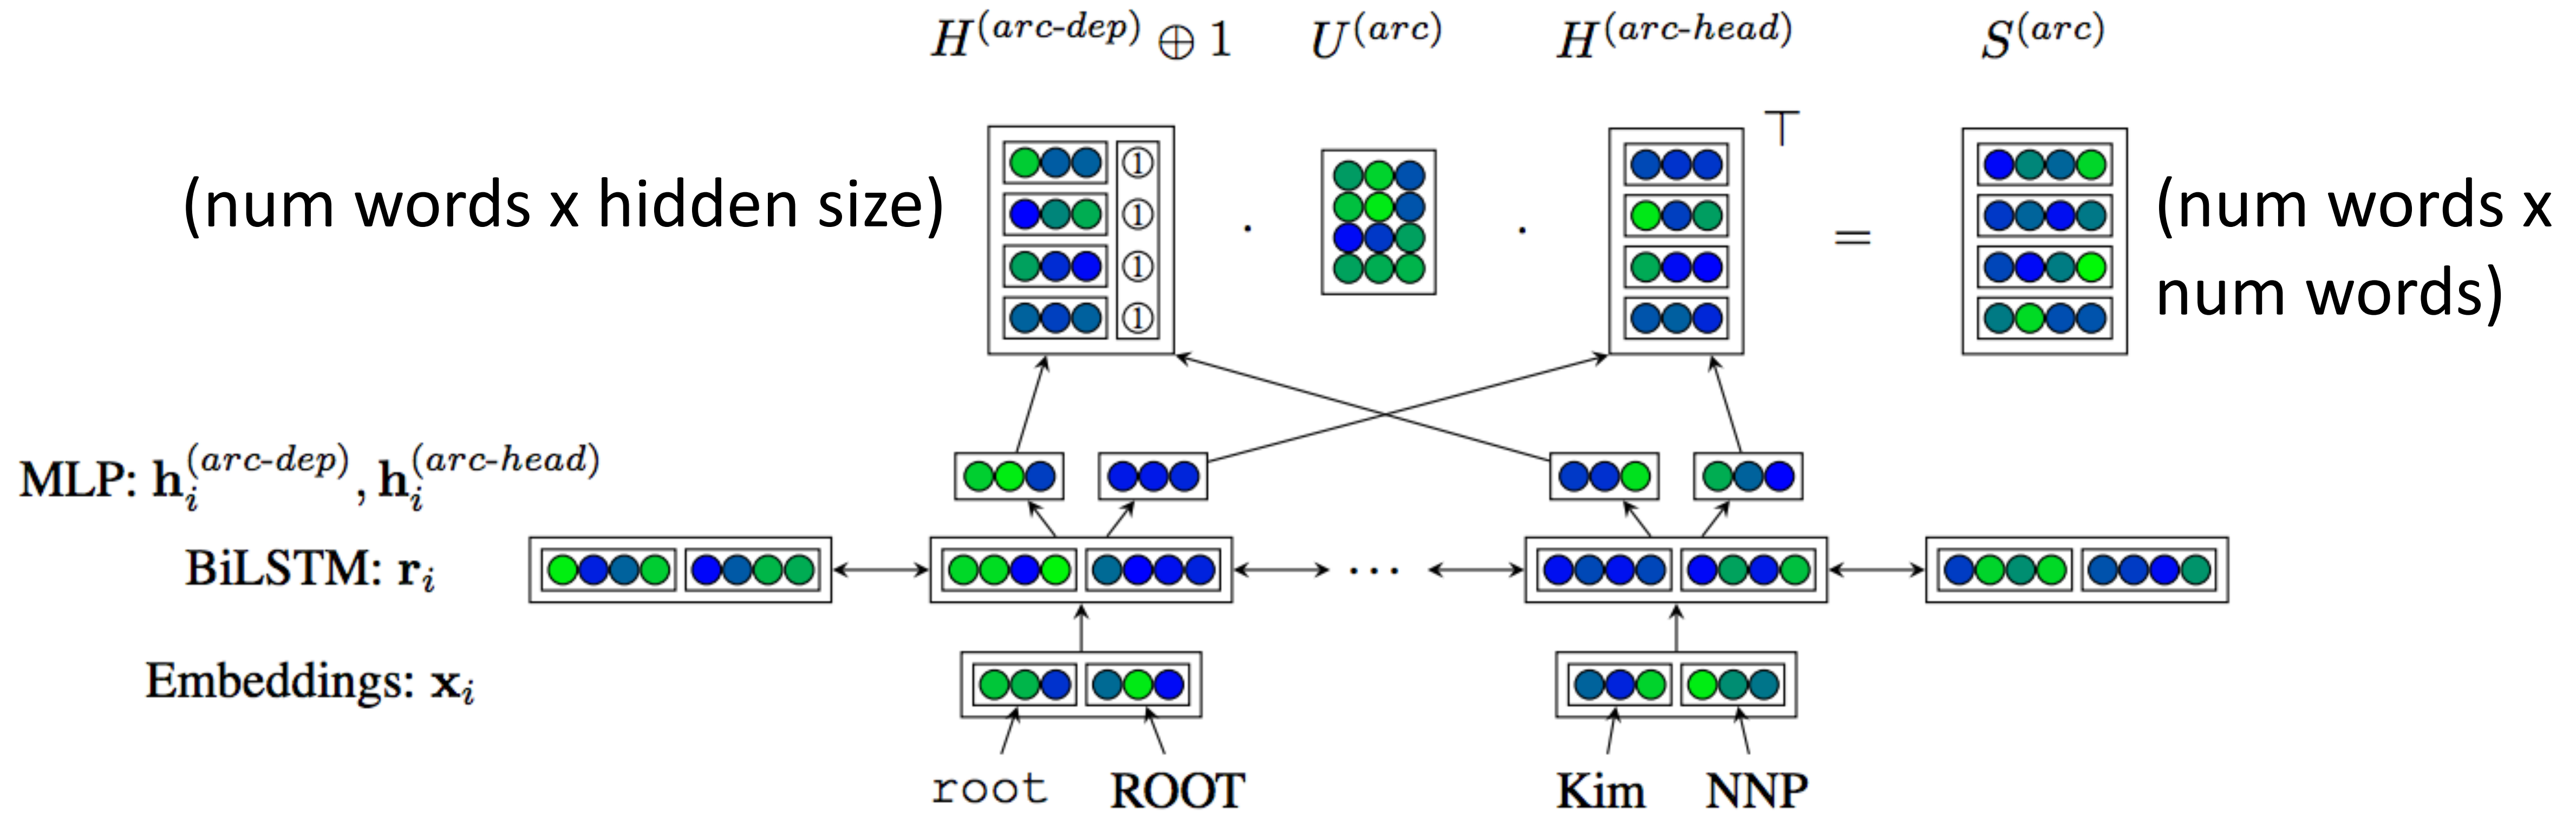 H^(arc-dep) ⊕ 1 U^(arc) H^(arc-head) S^(arc)
⊤
1
(num words x hidden size) 1 · · = (num words x
1 num words)
1
MLP: h_i^(arc-dep), h_i^(arc-head)
BiLSTM: r_i ···
Embeddings: x_i
root ROOT Kim NNP